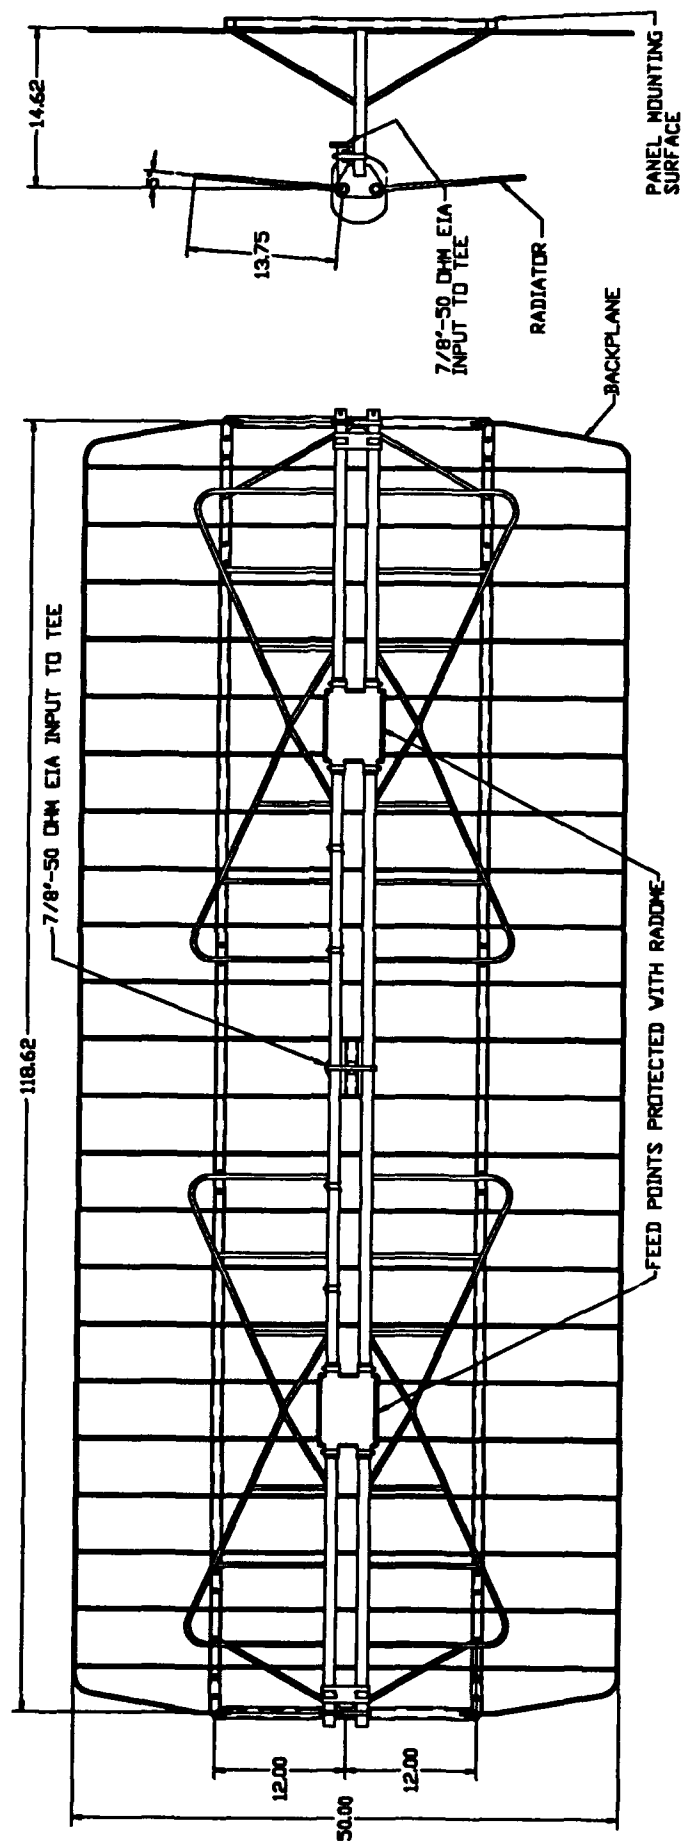 14.62
5°
13.75
7/8"-50 OHM EIA
INPUT TO TEE
RADIATOR
PANEL MOUNTING
SURFACE
BACKPLANE
118.62
7/8"-50 OHM EIA INPUT TO TEE
FEED POINTS PROTECTED WITH RADOME
12.00
12.00
50.00